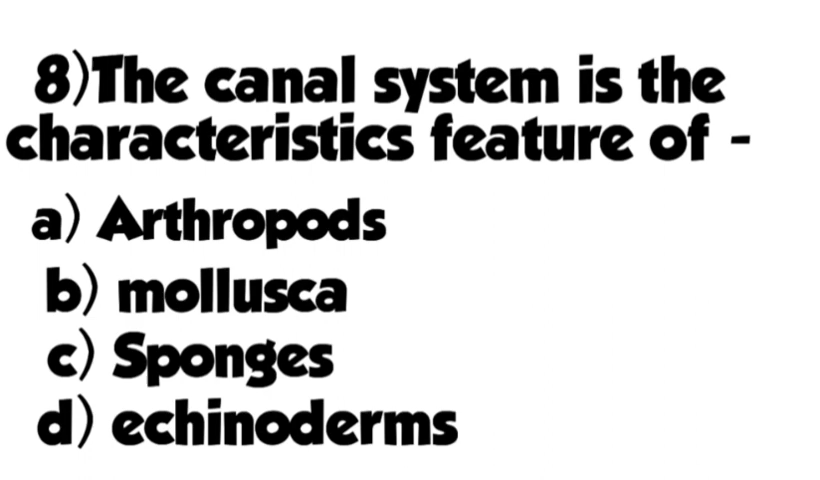 8)The canal system is the
characteristics feature of -
a) Arthropods
b) mollusca
c) Sponges
d) echinoderms